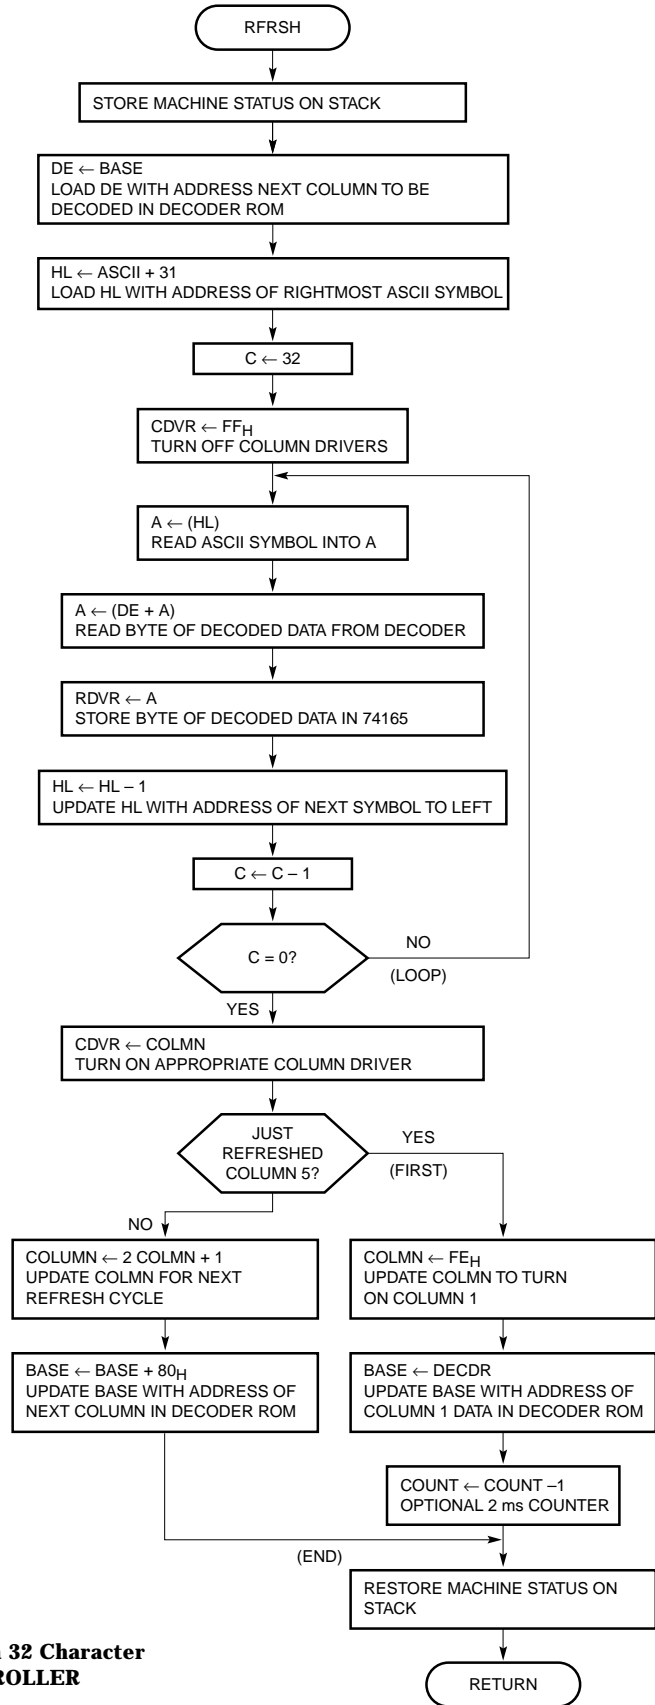 RFRSH
STORE MACHINE STATUS ON STACK
DE ← BASE
LOAD DE WITH ADDRESS NEXT COLUMN TO BE
DECODED IN DECODER ROM
HL ← ASCII + 31
LOAD HL WITH ADDRESS OF RIGHTMOST ASCII SYMBOL
C ← 32
CDVR ← FFH
TURN OFF COLUMN DRIVERS
A ← (HL)
READ ASCII SYMBOL INTO A
A ← (DE + A)
READ BYTE OF DECODED DATA FROM DECODER
RDVR ← A
STORE BYTE OF DECODED DATA IN 74165
HL ← HL – 1
UPDATE HL WITH ADDRESS OF NEXT SYMBOL TO LEFT
C ← C – 1
C = 0?
NO
(LOOP)
YES
CDVR ← COLMN
TURN ON APPROPRIATE COLUMN DRIVER
JUST
REFRESHED
COLUMN 5?
YES
(FIRST)
NO
COLUMN ← 2 COLMN + 1
UPDATE COLMN FOR NEXT
REFRESH CYCLE
COLMN ← FEH
UPDATE COLMN TO TURN
ON COLUMN 1
BASE ← BASE + 80H
UPDATE BASE WITH ADDRESS OF
NEXT COLUMN IN DECODER ROM
BASE ← DECDR
UPDATE BASE WITH ADDRESS OF
COLUMN 1 DATA IN DECODER ROM
COUNT ← COUNT –1
OPTIONAL 2 ms COUNTER
(END)
RESTORE MACHINE STATUS ON
STACK
32 Character
ROLLER
RETURN